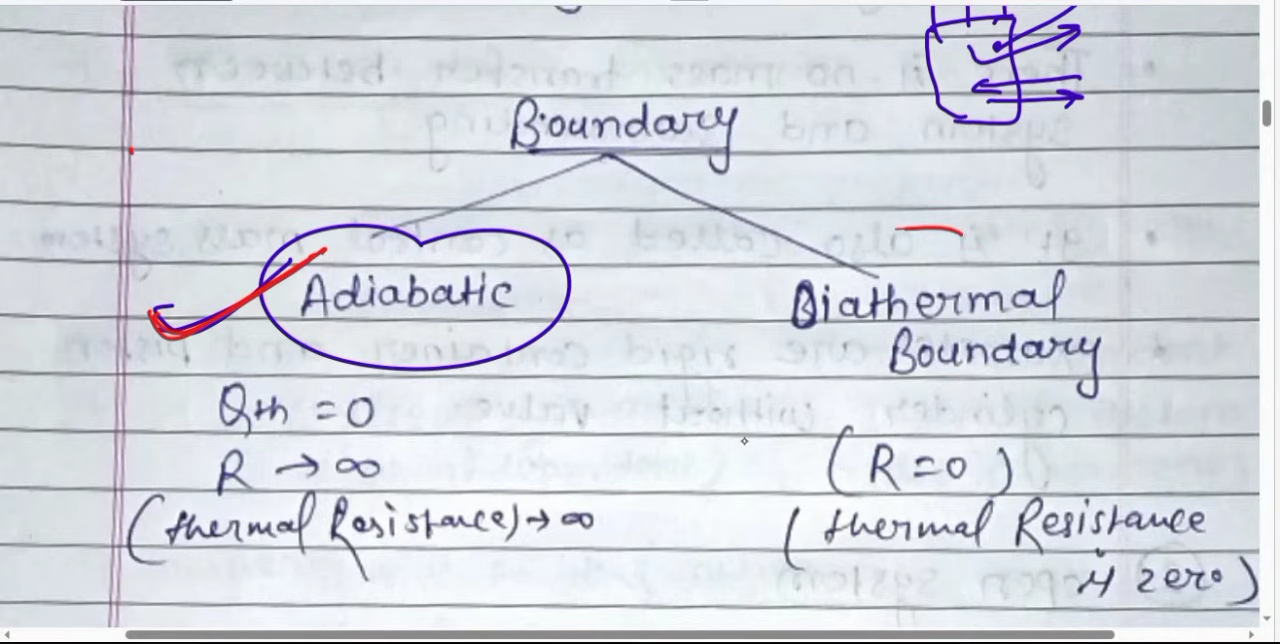 Boundary
Adiabatic
Diathermal
Boundary
Qth = 0
R → ∞
(thermal Resistance) → ∞
(R = 0)
(thermal Resistance
is zero)